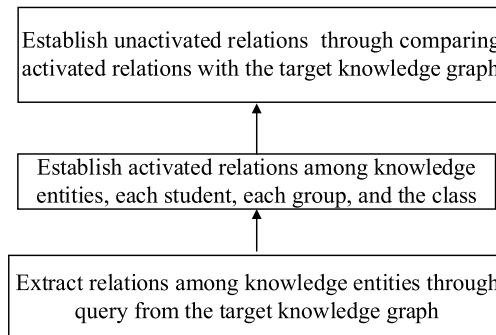 Establish unactivated relations through comparing
activated relations with the target knowledge graph
Establish activated relations among knowledge
entities, each student, each group, and the class
Extract relations among knowledge entities through
query from the target knowledge graph